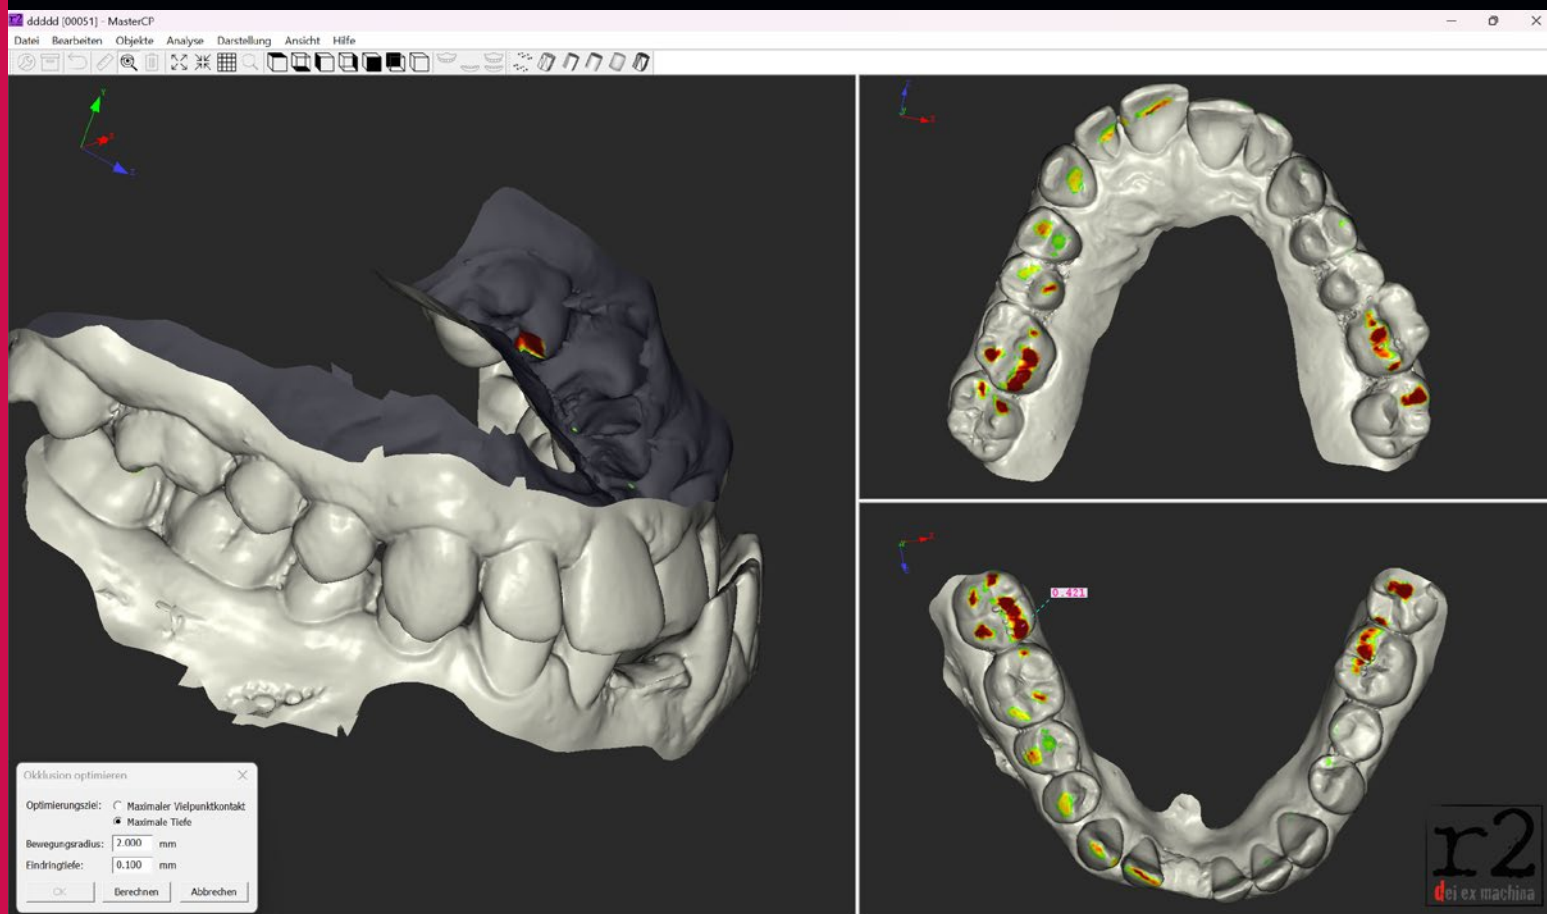 r2 ddddd [00051] - MasterCP
Datei Bearbeiten Objekte Analyse Darstellung Ansicht Hilfe
Y
X
Z
X
0.421
Okklusion optimieren
Optimierungsziel: Maximaler Vielpunktkontakt
Maximale Tiefe
Bewegungsradius: 2.000 mm
Eindringtiefe: 0.100 mm
OK Berechnen Abbrechen
r2
dei ex machina